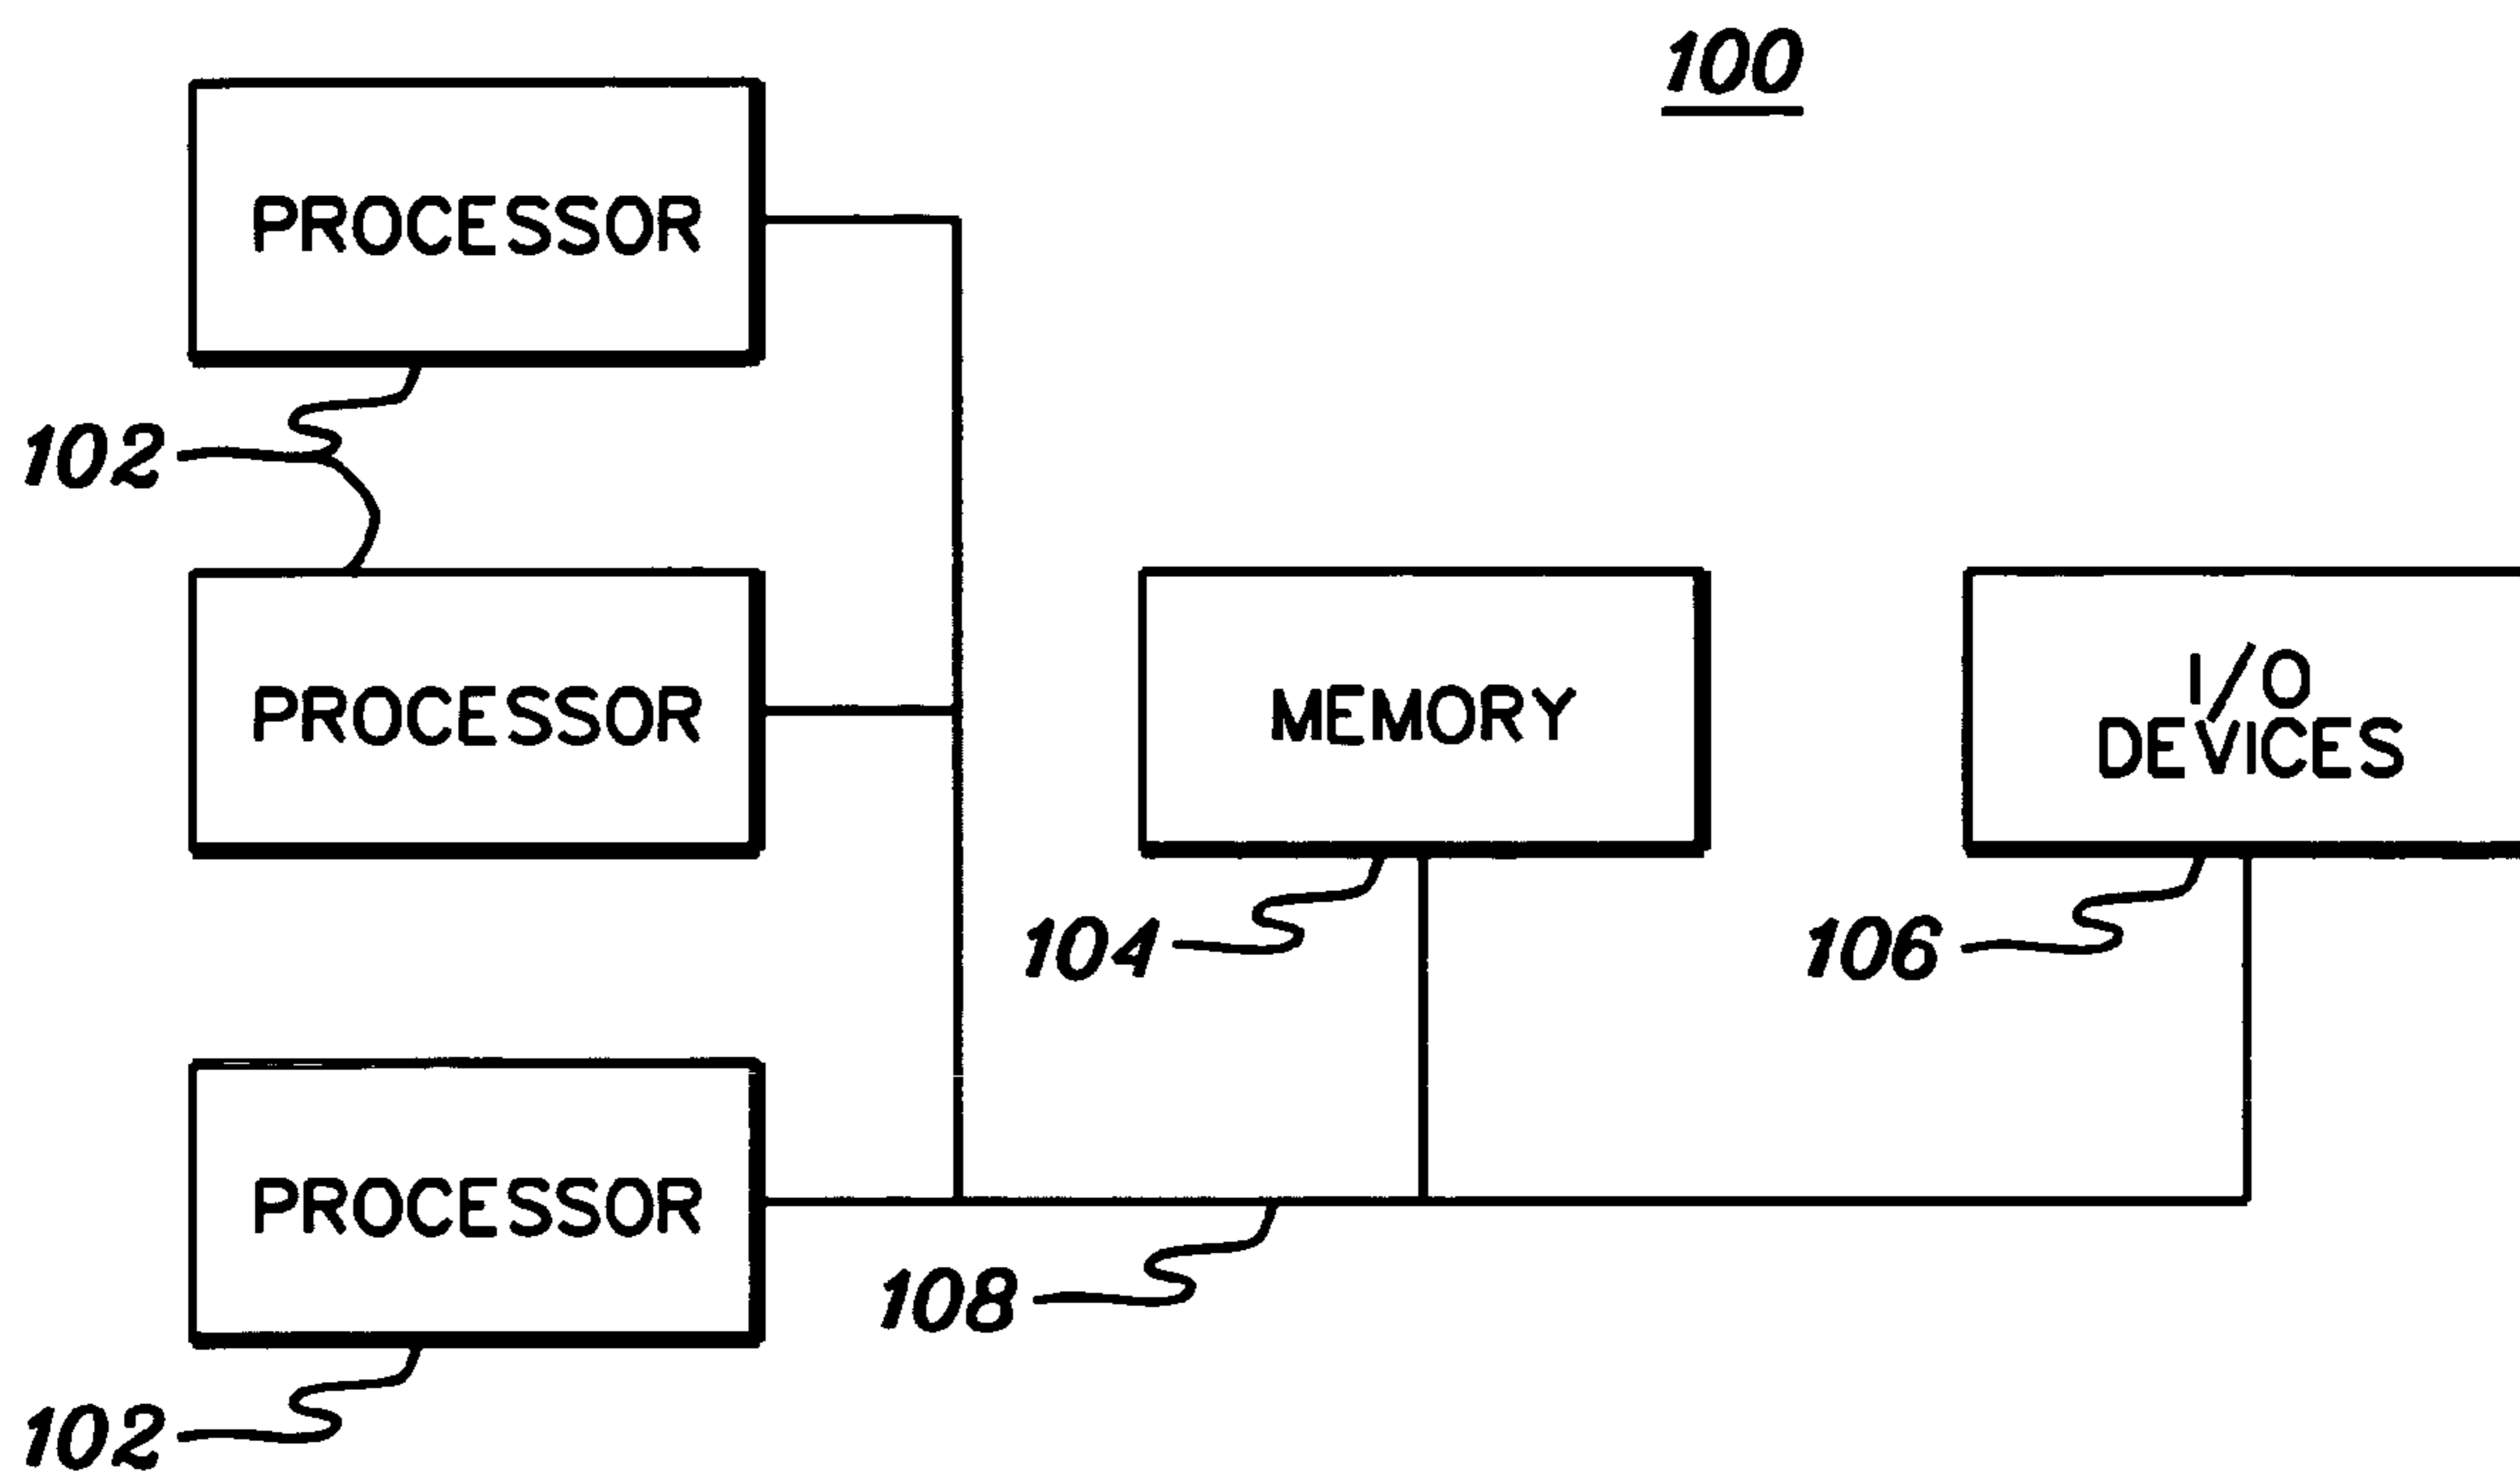 100
PROCESSOR
102
PROCESSOR
MEMORY
I/O
DEVICES
104
106
PROCESSOR
108
102